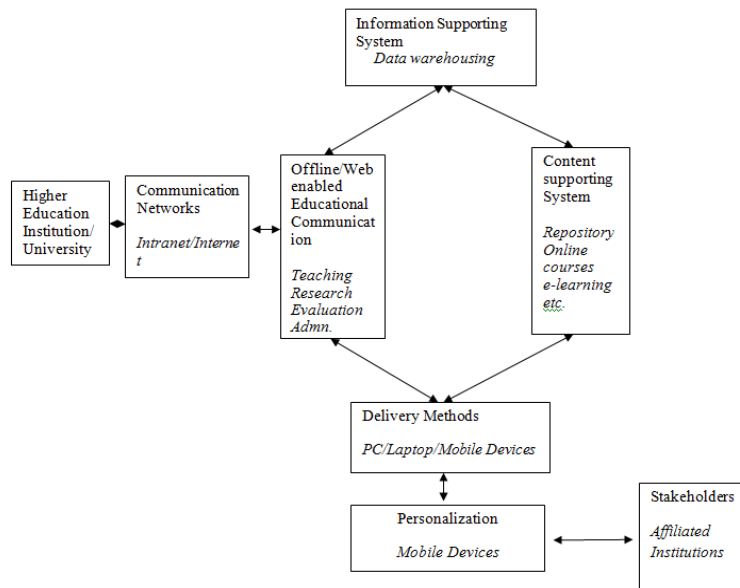 Information Supporting
System
Data warehousing
Higher
Education
Institution/
University
Communication
Networks
Intranet/Interne
t
Offline/Web
enabled
Educational
Communicat
ion
Teaching
Research
Evaluation
Admn.
Content
supporting
System
Repository
Online
courses
e-learning
etc.
Delivery Methods
PC/Laptop/Mobile Devices
Personalization
Mobile Devices
Stakeholders
Affiliated
Institutions